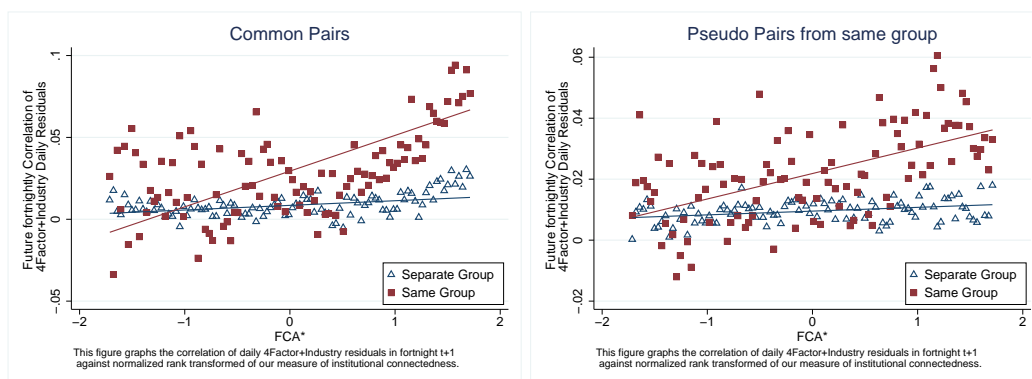 Common Pairs
Future fortnightly Correlation of
4Factor+Industry Daily Residuals
.1
.05
0
-.05
-2
-1
0
1
2
FCA*
Separate Group
Same Group
This figure graphs the correlation of daily 4Factor+Industry residuals in fortnight t+1
against normalized rank transformed of our measure of institutional connectedness.
Pseudo Pairs from same group
Future fortnightly Correlation of
4Factor+Industry Daily Residuals
.06
.04
.02
0
-.02
-2
-1
0
1
2
FCA*
Separate Group
Same Group
This figure graphs the correlation of daily 4Factor+Industry residuals in fortnight t+1
against normalized rank transformed of our measure of institutional connectedness.